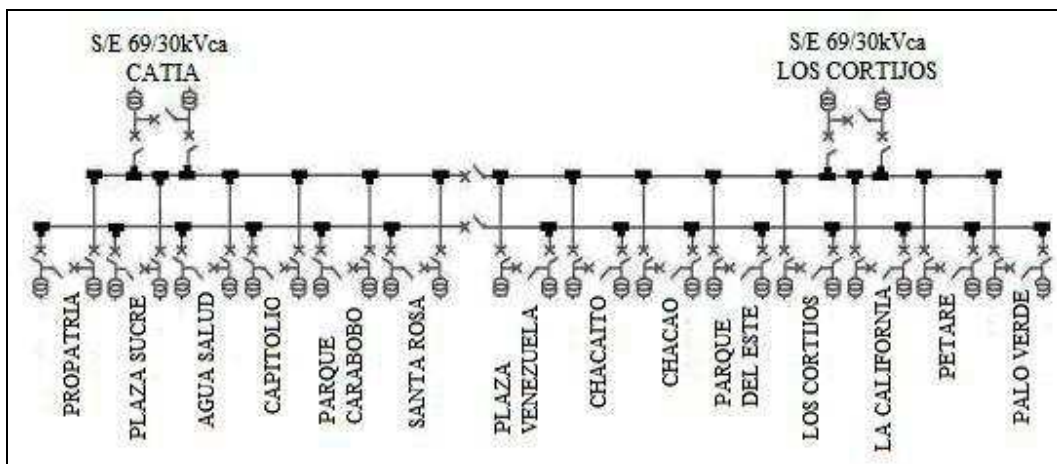 S/E 69/30kVca
CATIA
S/E 69/30kVca
LOS CORTIJOS
PROPATRIA
PLAZA SUCRE
AGUA SALUD
CAPITOLIO
PARQUE
CARABOBO
SANTA ROSA
PLAZA
VENEZUELA
CHACAITO
CHACAO
PARQUE
DEL ESTE
LOS CORTIJOS
LA CALIFORNIA
PETARE
PALO VERDE